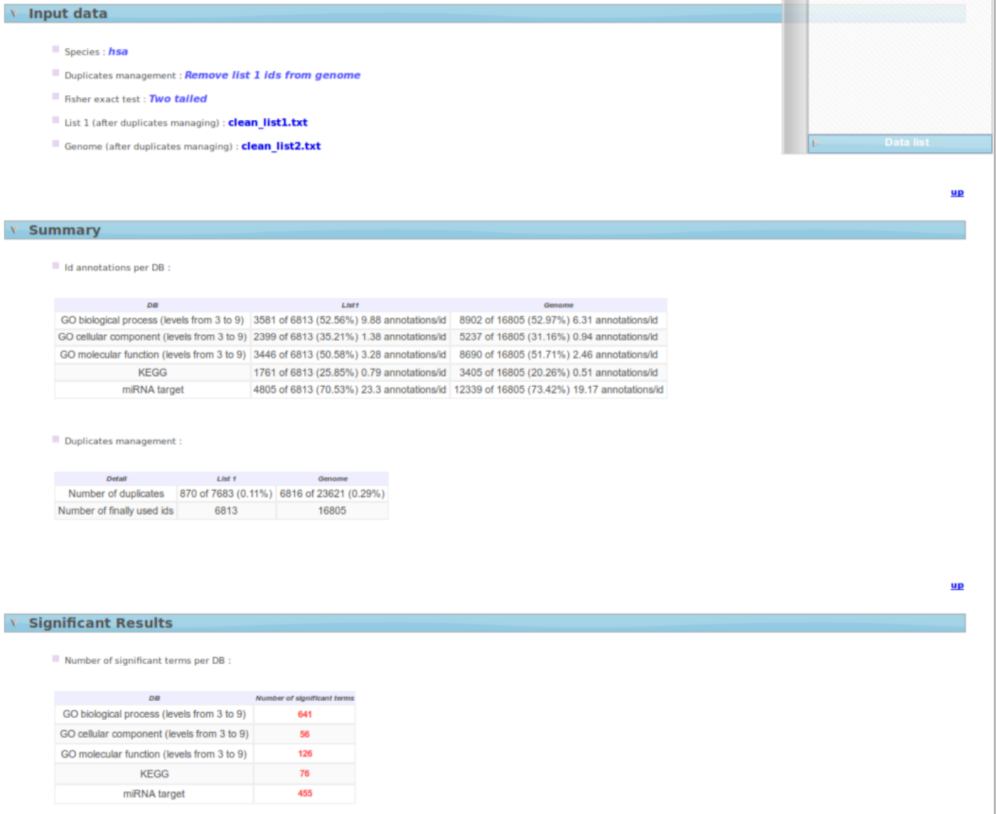 Input data
Species : hsa
Duplicates management : Remove list 1 ids from genome
Fisher exact test : Two tailed
List 1 (after duplicates managing) : clean_list1.txt
Genome (after duplicates managing) : clean_list2.txt
Data list
up
Summary
Id annotations per DB :
DB List1 Genome
GO biological process (levels from 3 to 9) 3581 of 6813 (52.56%) 9.88 annotations/id 8902 of 16805 (52.97%) 6.31 annotations/id
GO cellular component (levels from 3 to 9) 2399 of 6813 (35.21%) 1.38 annotations/id 5237 of 16805 (31.16%) 0.94 annotations/id
GO molecular function (levels from 3 to 9) 3446 of 6813 (50.58%) 3.28 annotations/id 8690 of 16805 (51.71%) 2.46 annotations/id
KEGG 1761 of 6813 (25.85%) 0.79 annotations/id 3405 of 16805 (20.26%) 0.51 annotations/id
miRNA target 4805 of 6813 (70.53%) 23.3 annotations/id 12339 of 16805 (73.42%) 19.17 annotations/id
Duplicates management :
Detail List 1 Genome
Number of duplicates 870 of 7683 (0.11%) 6816 of 23621 (0.29%)
Number of finally used ids 6813 16805
up
Significant Results
Number of significant terms per DB :
DB Number of significant terms
GO biological process (levels from 3 to 9) 641
GO cellular component (levels from 3 to 9) 56
GO molecular function (levels from 3 to 9) 126
KEGG 76
miRNA target 455